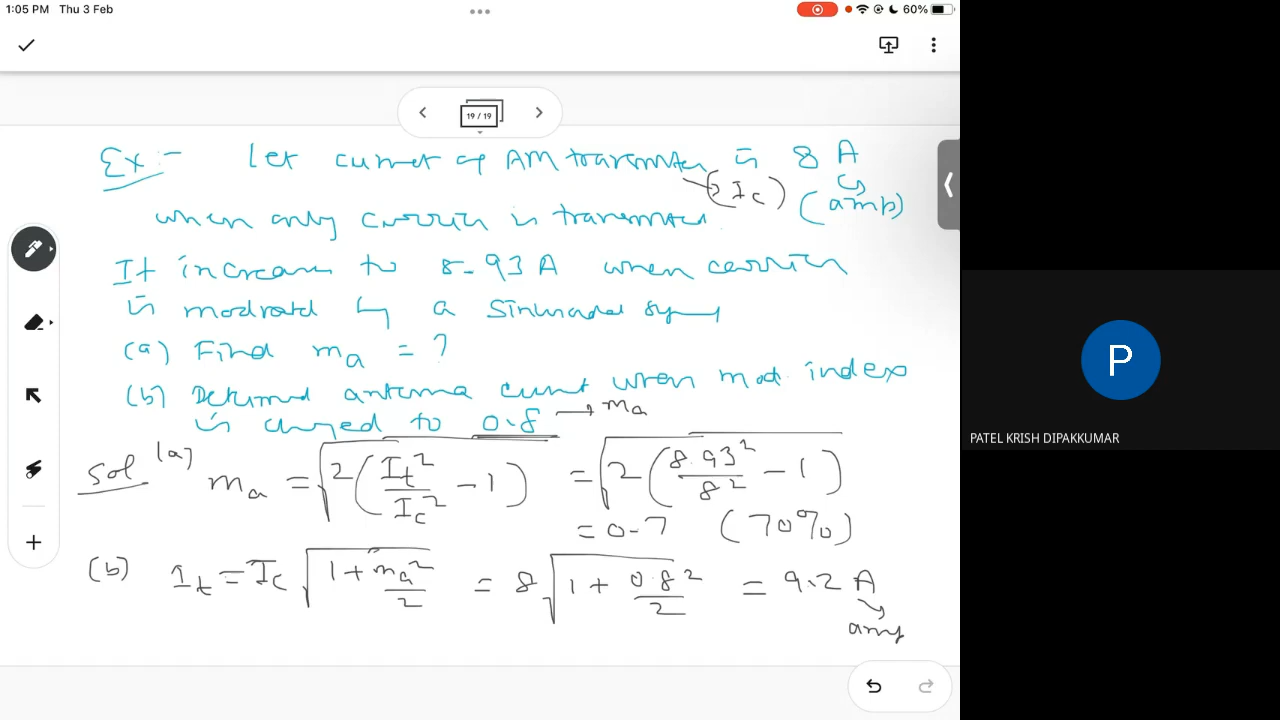 1:05 PM Thu 3 Feb
60%
19 / 19
Ex :- Let current of AM transmitter is 8 A
→ (Ic) (amp)
when only carrier is transmitted.
It increases to 8.93 A when carrier
is modulated by a sinusoidal
(a) Find ma = ?
(b) antenna current when mod. index
is changed to 0.8 → ma
Sol (a) ma = √(2(It²/Ic² - 1)) = √(2(8.93²/8² - 1))
= 0.7 (70%)
(b) It = Ic √(1 + ma²/2) = 8 √(1 + 0.8²/2) = 9.2 A
amp
P
PATEL KRISH DIPAKKUMAR